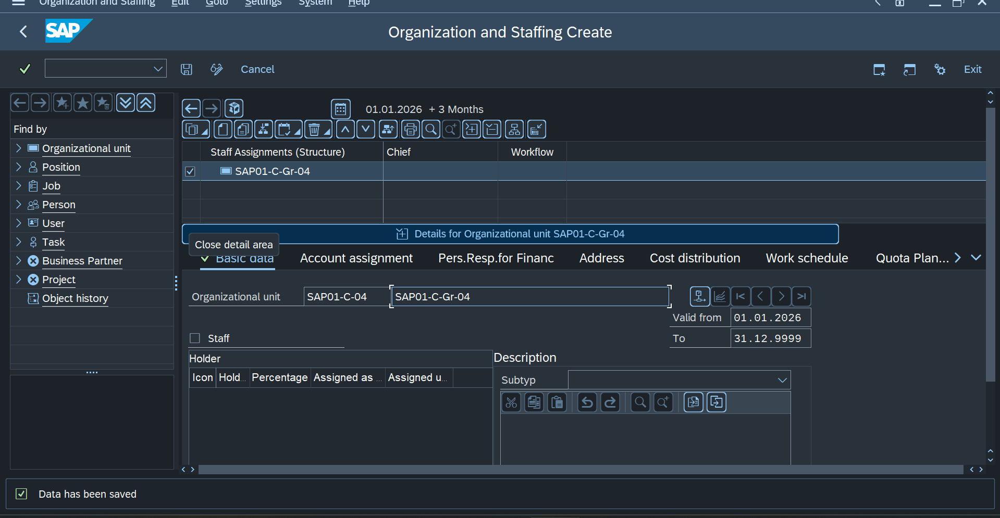 Organization and Staffing Edit Goto Settings System Help
SAP
Organization and Staffing Create
Cancel
Exit
Find by
Organizational unit
Position
Job
Person
User
Task
Business Partner
Project
Object history
01.01.2026 + 3 Months
Staff Assignments (Structure) Chief Workflow
SAP01-C-Gr-04
Details for Organizational unit SAP01-C-Gr-04
Close detail area
Basic data Account assignment Pers.Resp.for Financ Address Cost distribution Work schedule Quota Plan...
Organizational unit SAP01-C-04 SAP01-C-Gr-04
Valid from 01.01.2026
Staff
To 31.12.9999
Holder
Icon Hold... Percentage Assigned as ... Assigned u...
Description
Subtyp
Data has been saved